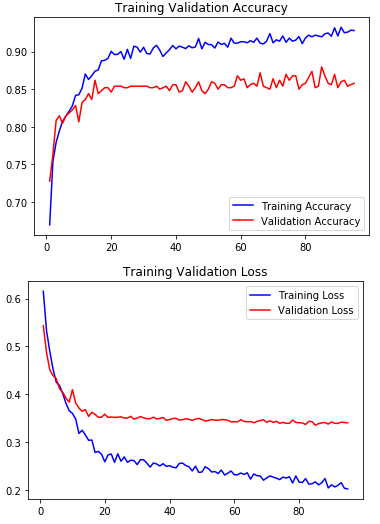 Training Validation Accuracy
0.90
0.85
0.80
0.75
0.70
Training Accuracy
Validation Accuracy
0 20 40 60 80
Training Validation Loss
0.6
0.5
0.4
0.3
0.2
Training Loss
Validation Loss
0 20 40 60 80